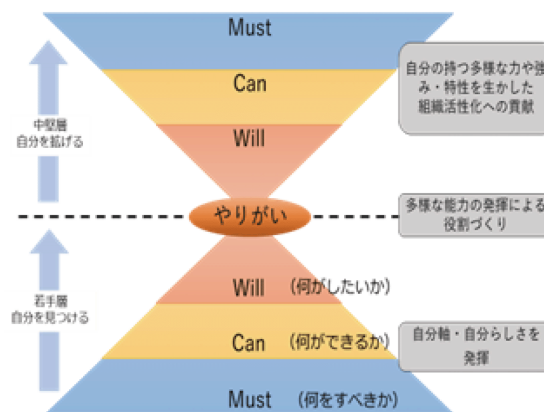 Must
自分の持つ多様な力や強
み・特性を生かした
組織活性化への貢献
Can
中堅層
自分を拡げる
Will
やりがい
多様な能力の発揮による
役割づくり
若手層
自分を見つける
Will (何がしたいか)
Can (何ができるか)
自分軸・自分らしさを
発揮
Must (何をすべきか)